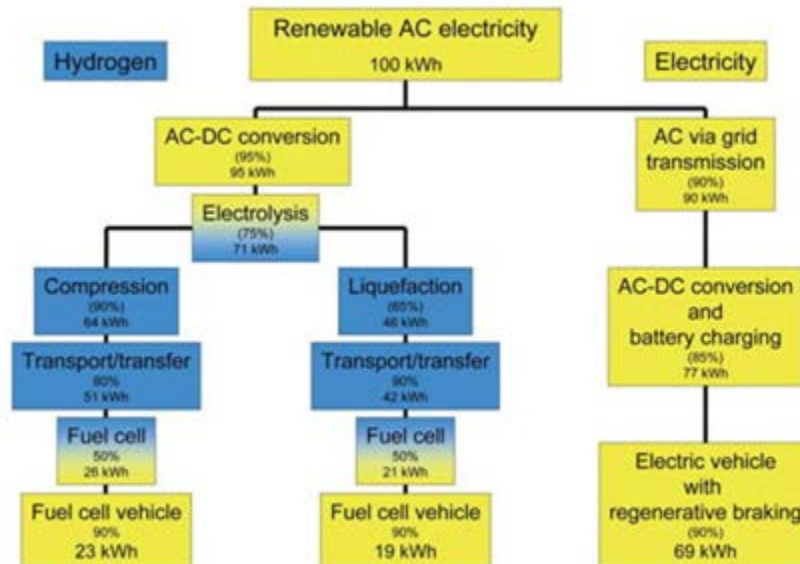 Renewable AC electricity
100 kWh
Hydrogen
Electricity
AC-DC conversion
(95%)
95 kWh
AC via grid
transmission
(90%)
90 kWh
Electrolysis
(75%)
71 kWh
Compression
(90%)
64 kWh
Liquefaction
(65%)
46 kWh
AC-DC conversion
and
battery charging
(85%)
77 kWh
Transport/transfer
80%
51 kWh
Transport/transfer
90%
42 kWh
Fuel cell
50%
26 kWh
Fuel cell
50%
21 kWh
Electric vehicle
with
regenerative braking
(90%)
69 kWh
Fuel cell vehicle
90%
23 kWh
Fuel cell vehicle
90%
19 kWh